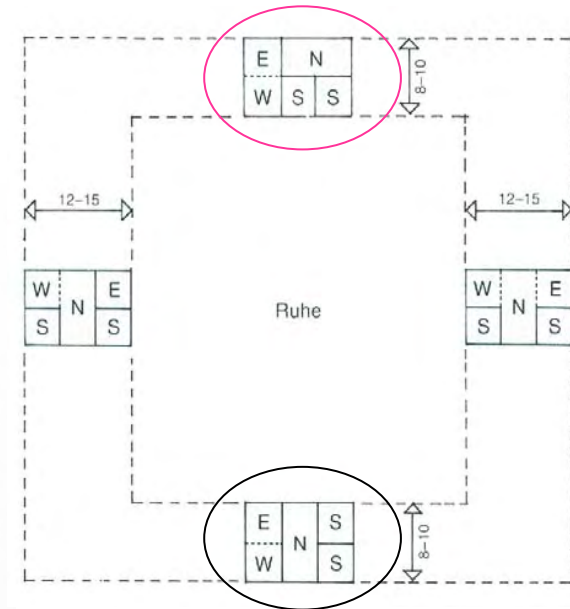 E N
W S S
8–10
12–15
12–15
W N E
S S
Ruhe
W N E
S S
E N S
W S
8–10